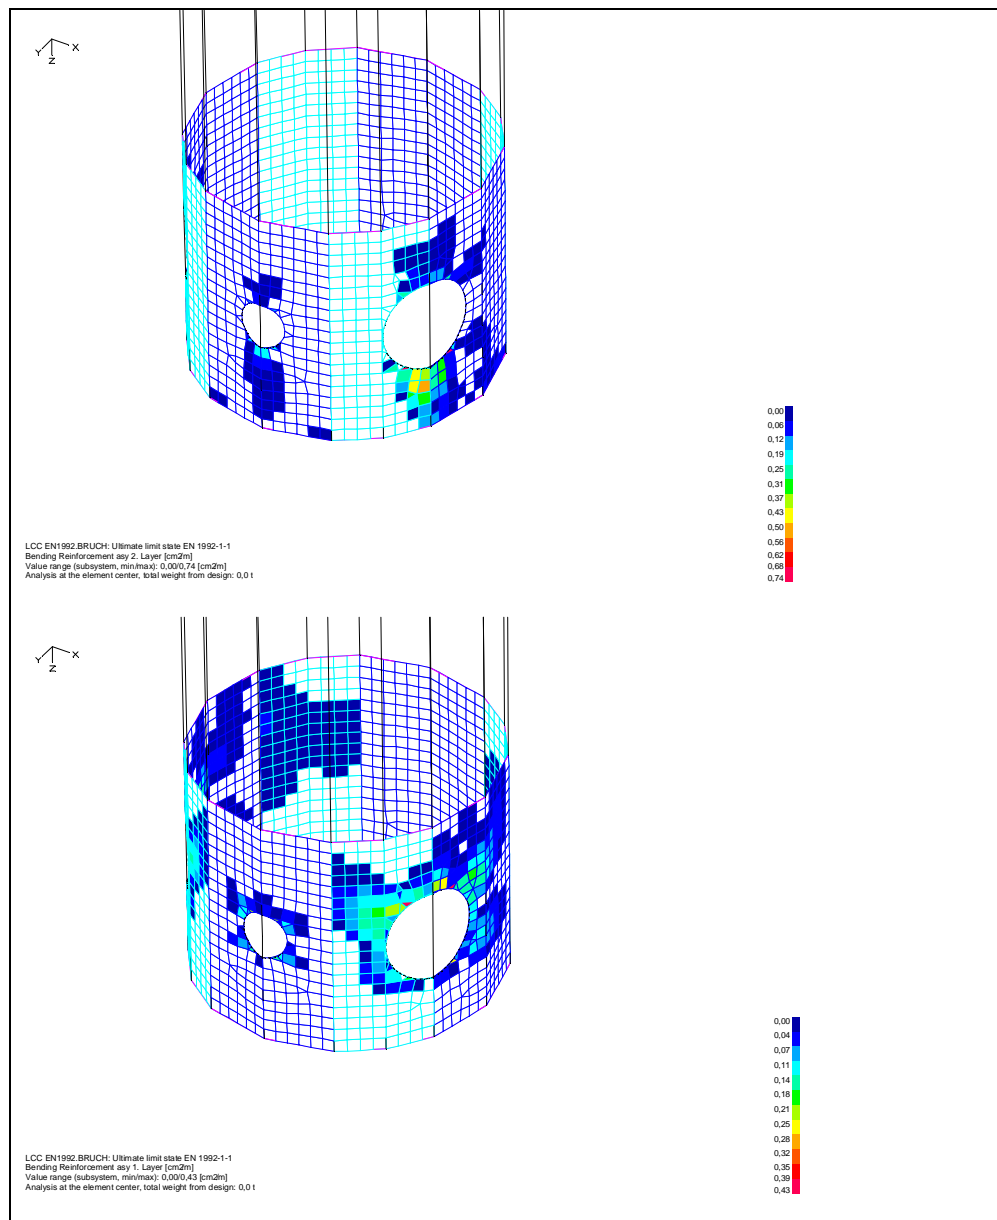 Y X
Z
0,00
0,06
0,12
0,19
0,25
0,31
0,37
0,43
0,50
0,56
0,62
0,68
0,74
LCC EN1992.BRUCH: Ultimate limit state EN 1992-1-1
Bending Reinforcement asy 2. Layer [cm2/m]
Value range (subsystem, min/max): 0,00/0,74 [cm2/m]
Analysis at the element center, total weight from design: 0,0 t
Y X
Z
0,00
0,04
0,07
0,11
0,14
0,18
0,21
0,25
0,28
0,32
0,35
0,39
0,43
LCC EN1992.BRUCH: Ultimate limit state EN 1992-1-1
Bending Reinforcement asy 1. Layer [cm2/m]
Value range (subsystem, min/max): 0,00/0,43 [cm2/m]
Analysis at the element center, total weight from design: 0,0 t